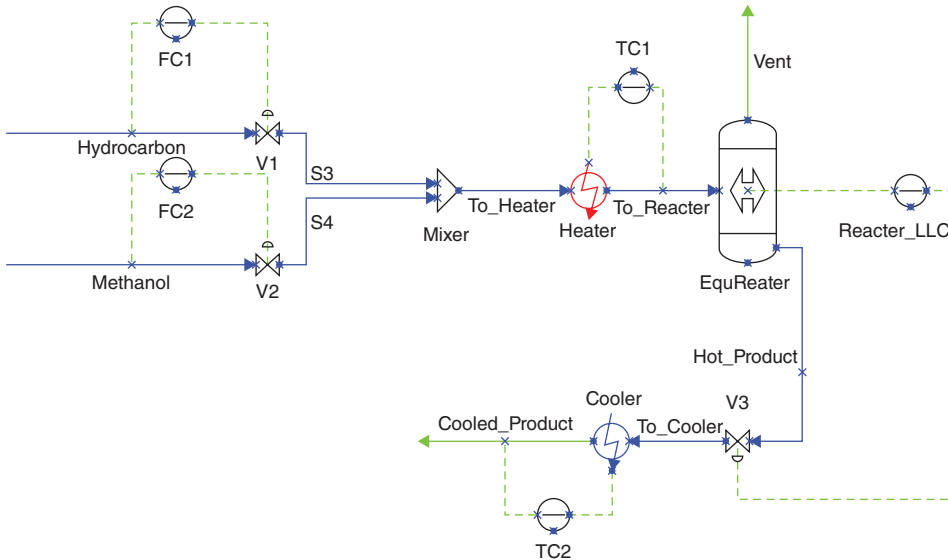 FC1
TC1
Vent
Hydrocarbon
V1
FC2
S3
S4
To_Heater
Mixer
Heater
To_Reacter
Reacter_LLC
Methanol
V2
EquReater
Hot_Product
Cooler
V3
Cooled_Product
To_Cooler
TC2